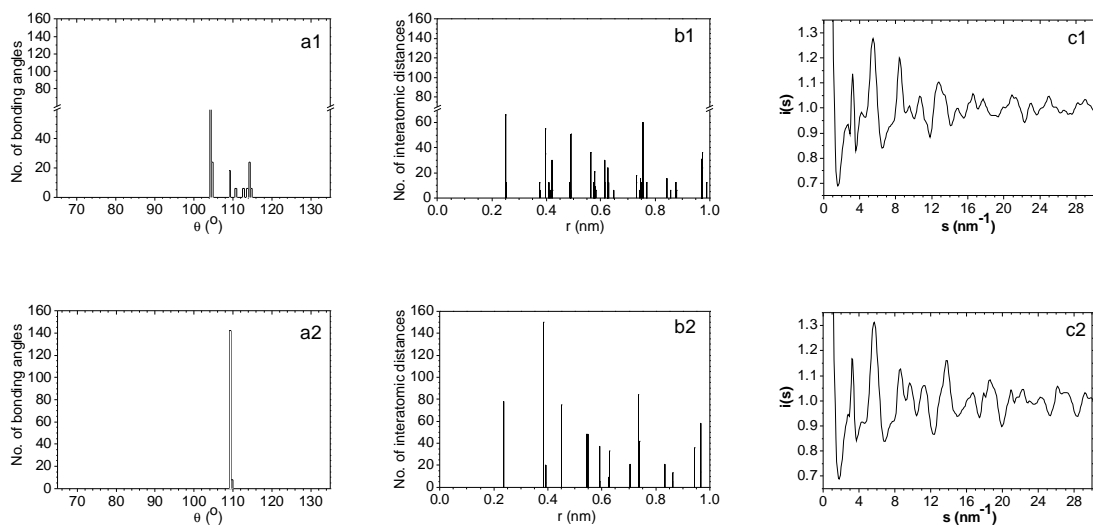 a1
No. of bonding angles
160
140
120
100
80
60
40
20
0
70 80 90 100 110 120 130
θ (º)
b1
No. of interatomic distances
160
140
120
100
80
60
40
20
0
0.0 0.2 0.4 0.6 0.8 1.0
r (nm)
c1
i(s)
1.3
1.2
1.1
1.0
0.9
0.8
0.7
0 4 8 12 16 20 24 28
s (nm-1)
a2
No. of bonding angles
160
140
120
100
80
60
40
20
0
70 80 90 100 110 120 130
θ (º)
b2
No. of interatomic distances
160
140
120
100
80
60
40
20
0
0.0 0.2 0.4 0.6 0.8 1.0
r (nm)
c2
i(s)
1.3
1.2
1.1
1.0
0.9
0.8
0.7
0 4 8 12 16 20 24 28
s (nm-1)